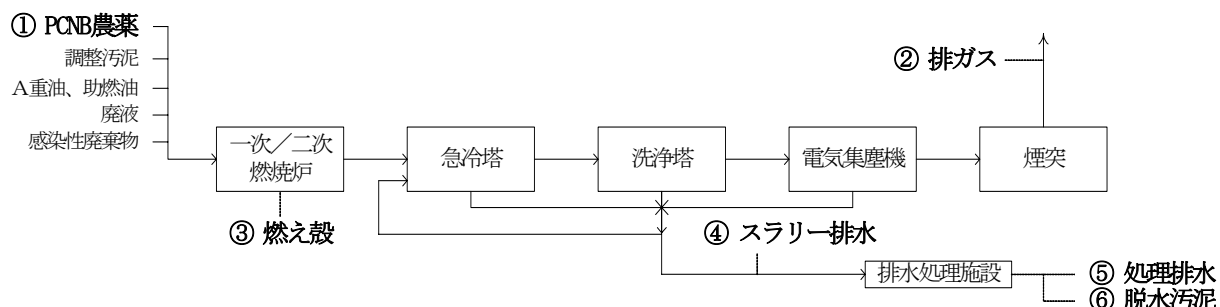 ① PCNB農薬
調整汚泥
A重油、助燃油
廃液
感染性廃棄物
一次／二次
燃焼炉
急冷塔
洗浄塔
電気集塵機
煙突
② 排ガス
③ 燃え殻
④ スラリー排水
排水処理施設
⑤ 処理排水
⑥ 脱水汚泥